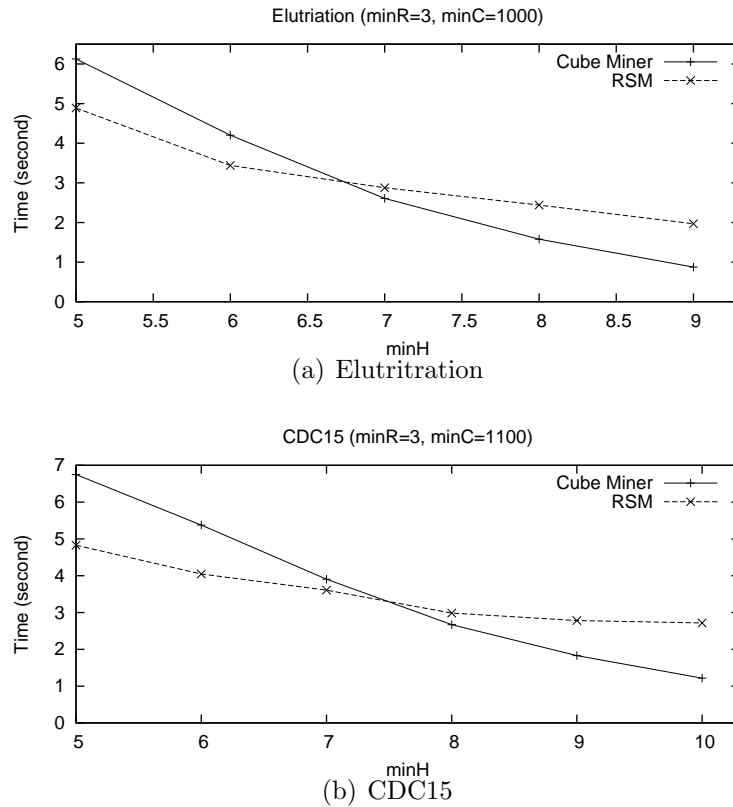 Elutriation (minR=3, minC=1000)
Cube Miner
RSM
Time (second)
6
5
4
3
2
1
0
5 5.5 6 6.5 7 7.5 8 8.5 9
minH
(a) Elutritration
CDC15 (minR=3, minC=1100)
Cube Miner
RSM
Time (second)
7
6
5
4
3
2
1
0
5 6 7 8 9 10
minH
(b) CDC15